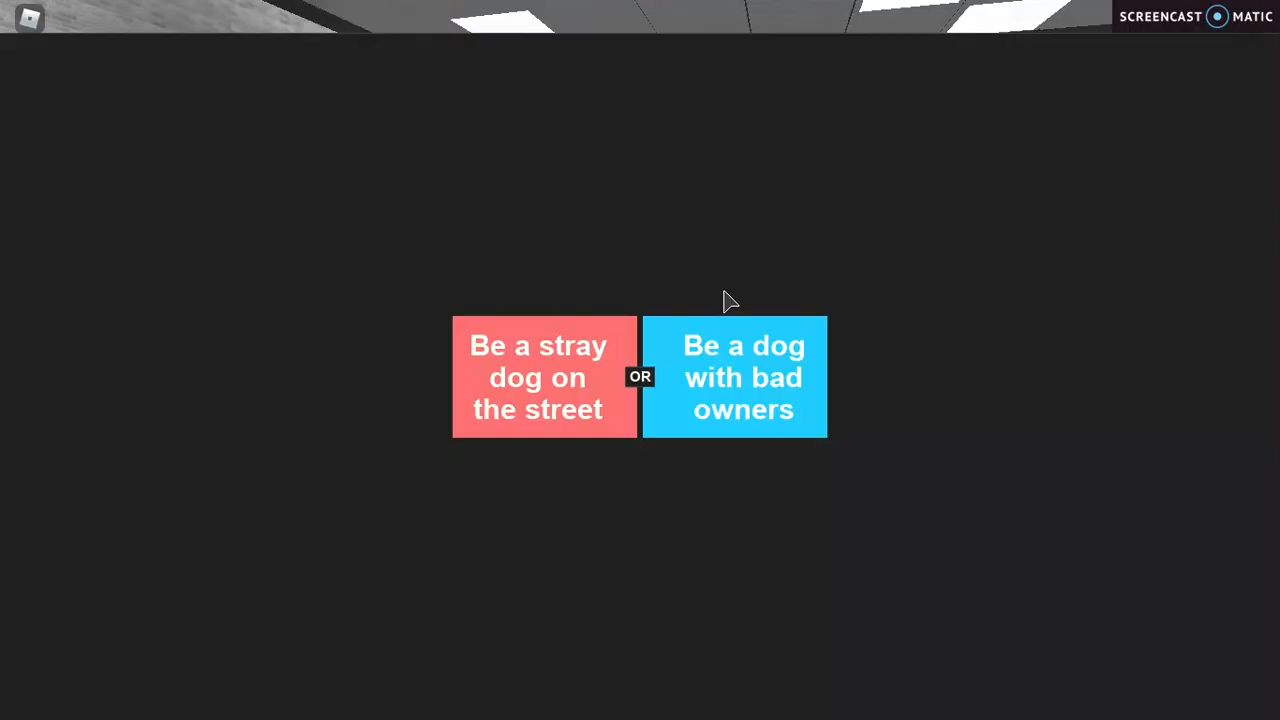 SCREENCAST MATIC
Be a stray
dog on
the street
OR
Be a dog
with bad
owners